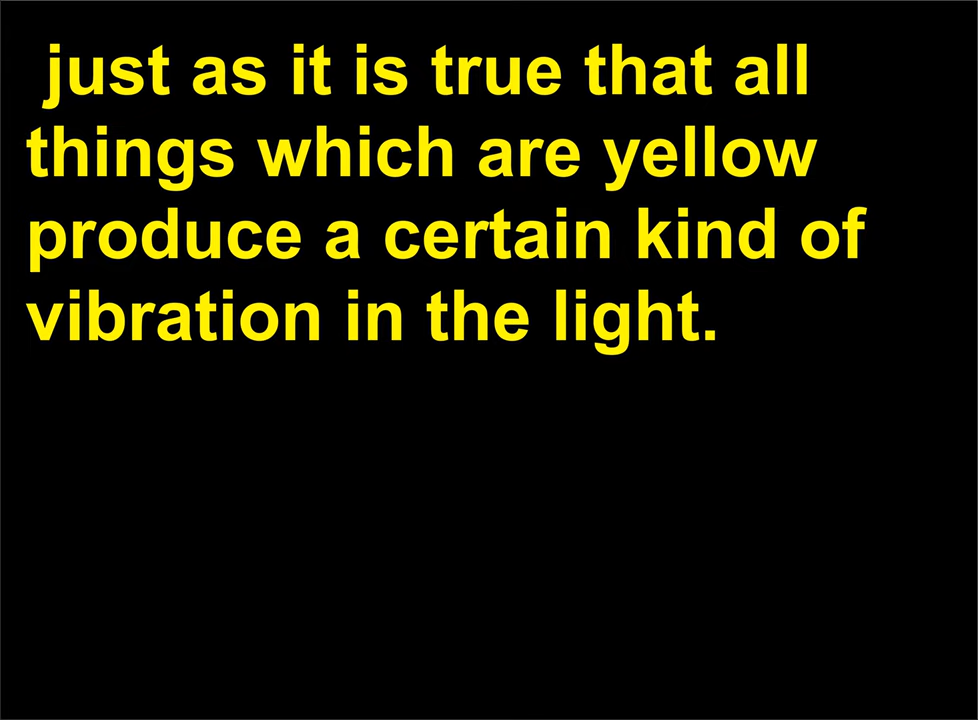 just as it is true that all
things which are yellow
produce a certain kind of
vibration in the light.